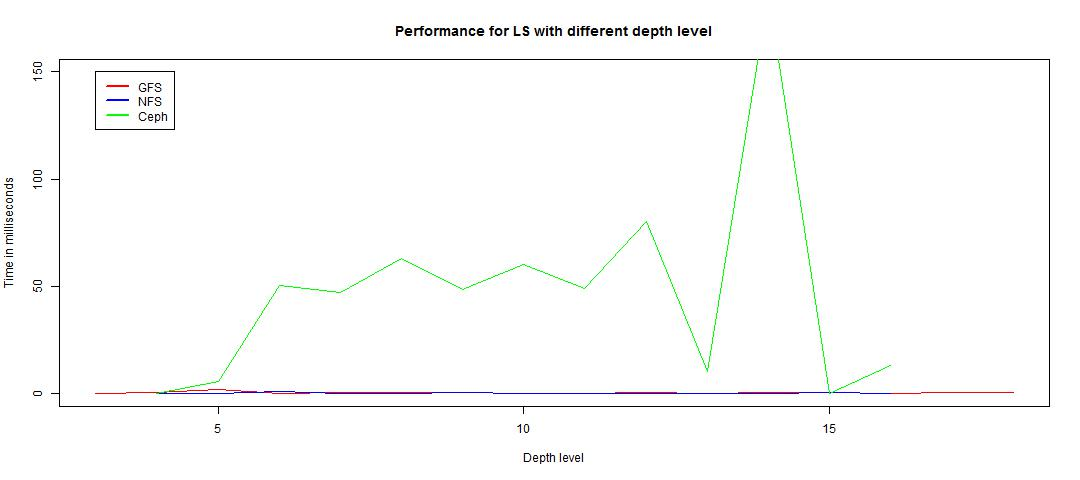 Performance for LS with different depth level
GFS
NFS
Ceph
Time in milliseconds
150
100
50
0
5
10
15
Depth level